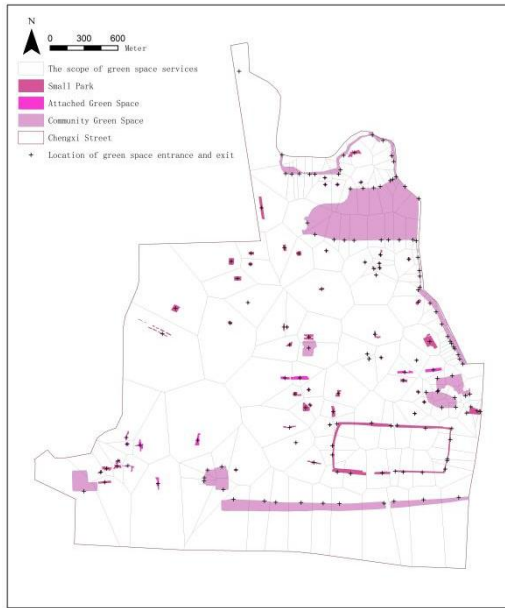 N
0 300 600
Meter
The scope of green space services
Small Park
Attached Green Space
Community Green Space
Chengxi Street
Location of green space entrance and exit